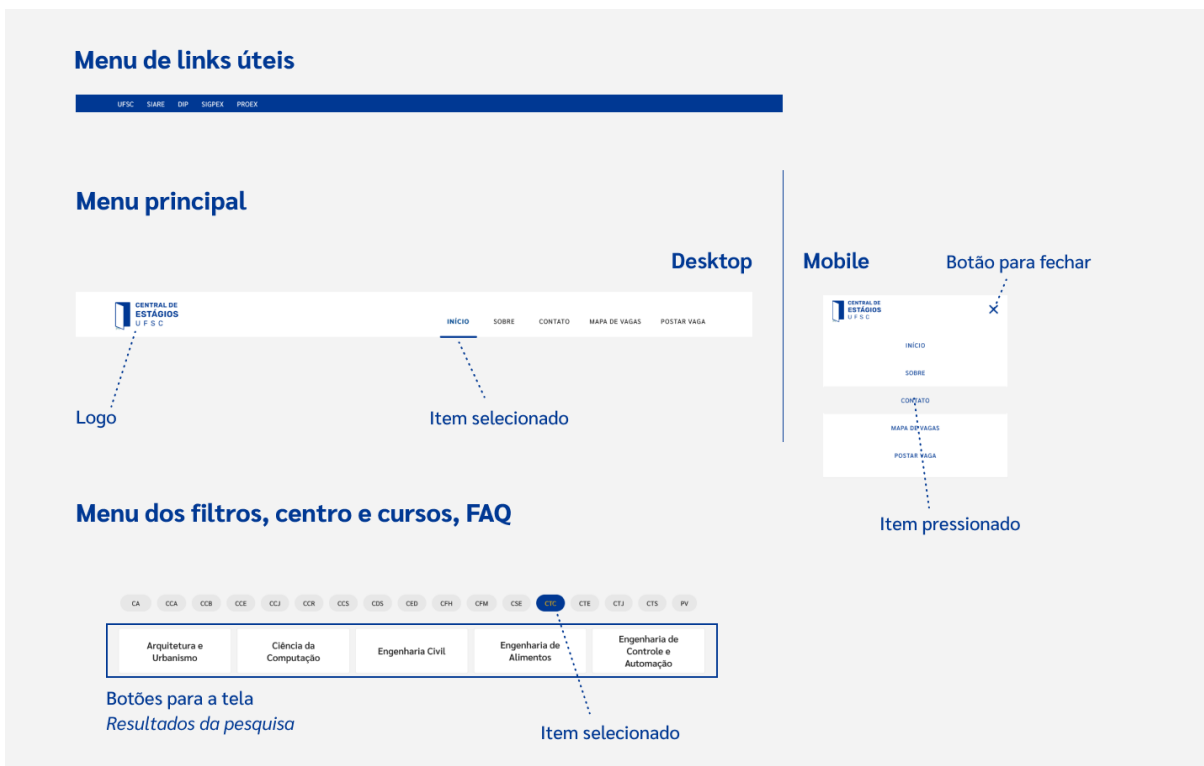 Menu de links úteis
UFSC SIARE DIP SIGPEX PROEX
Menu principal
Desktop
Mobile
Botão para fechar
CENTRAL DE
ESTÁGIOS
UFSC
INÍCIO SOBRE CONTATO MAPA DE VAGAS POSTAR VAGA
Logo
Item selecionado
CENTRAL DE
ESTÁGIOS
UFSC
INÍCIO
SOBRE
CONTATO
MAPA DE VAGAS
POSTAR VAGA
Item pressionado
Menu dos filtros, centro e cursos, FAQ
CA CCA CCB CCE CCJ CCR CCS CDS CED CFH CFM CSE CTC CTE CTJ CTS PV
Arquitetura e
Urbanismo
Ciência da
Computação
Engenharia Civil
Engenharia de
Alimentos
Engenharia de
Controle e
Automação
Botões para a tela
Resultados da pesquisa
Item selecionado